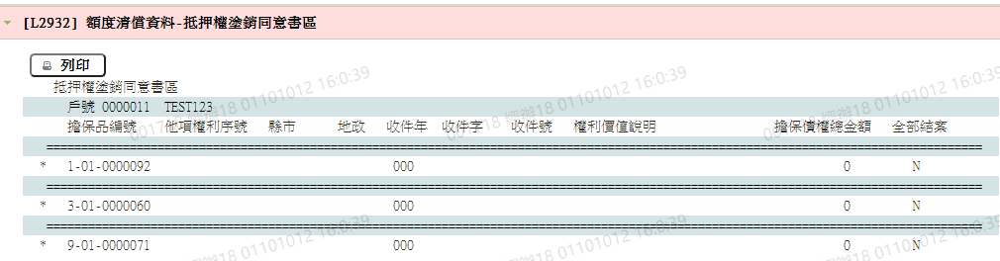 [L2932] 額度清償資料-抵押權塗銷同意書區
列印
抵押權塗銷同意書區
戶號 0000011 TEST123
擔保品編號 他項權利序號 縣市 地政 收件年 收件字 收件號 權利價值說明 擔保債權總金額 全部結案
* 1-01-0000092 000 0 N
* 3-01-0000060 000 0 N
* 9-01-0000071 000 0 N